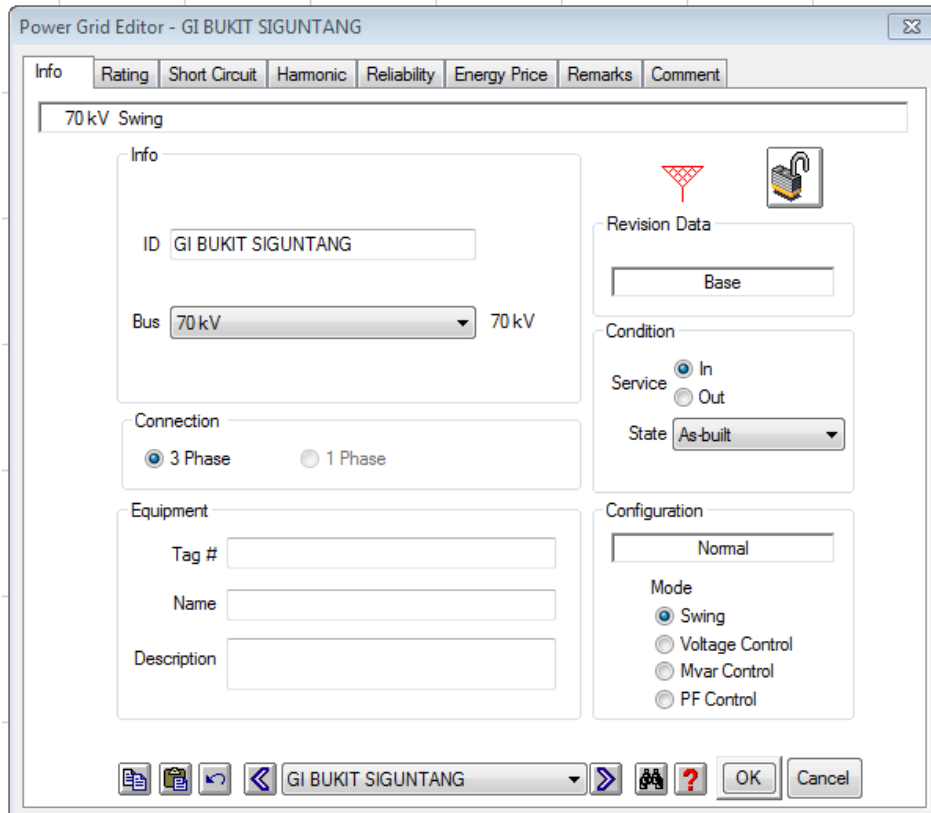 Power Grid Editor - GI BUKIT SIGUNTANG
Info Rating Short Circuit Harmonic Reliability Energy Price Remarks Comment
70 kV Swing
Info
ID GI BUKIT SIGUNTANG
Bus 70 kV 70 kV
Revision Data
Base
Condition
Service In
Out
State As-built
Connection
3 Phase 1 Phase
Equipment
Tag #
Name
Description
Configuration
Normal
Mode
Swing
Voltage Control
Mvar Control
PF Control
GI BUKIT SIGUNTANG ? OK Cancel